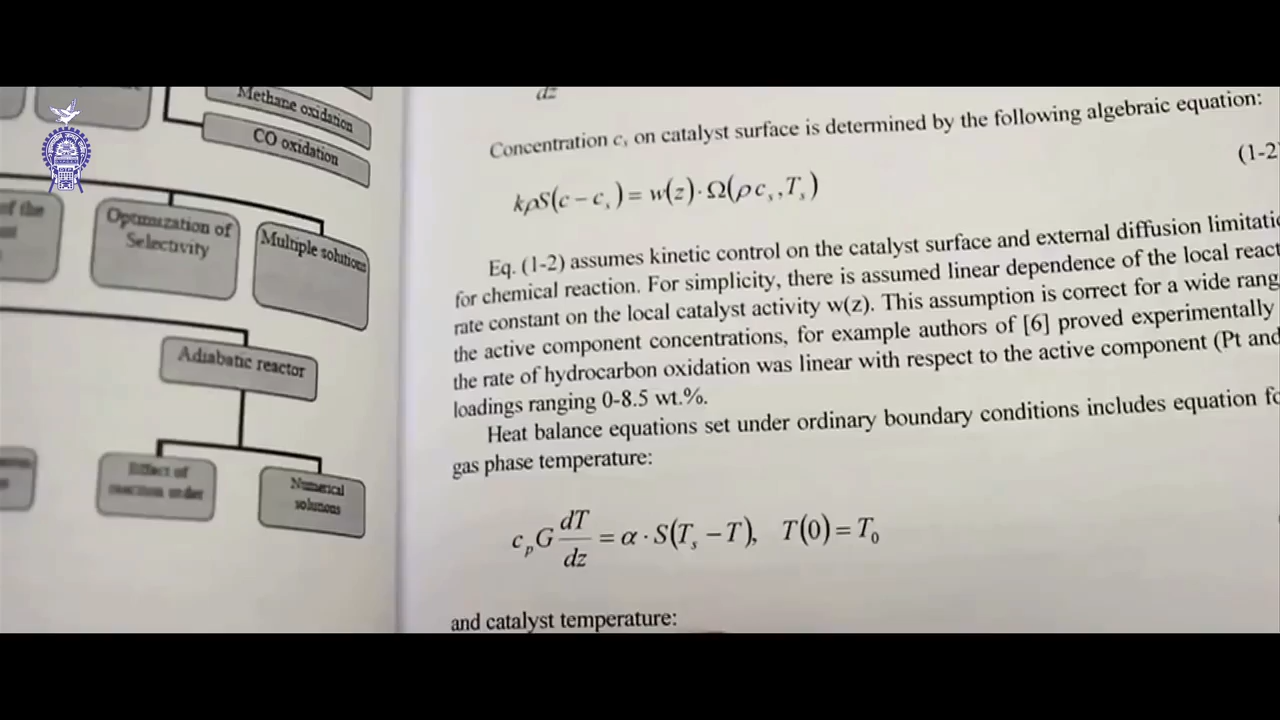 Methane oxidation
CO oxidation
of the
Optimization of
Selectivity
Multiple solutions
Adiabatic reactor
Effect of
reaction order
Numerical
solutions
dz
Concentration cₛ on catalyst surface is determined by the following algebraic equation:
kρS(c − cₛ) = w(z) · Ω(ρcₛ, Tₛ)
(1-2
Eq. (1-2) assumes kinetic control on the catalyst surface and external diffusion limitatio
for chemical reaction. For simplicity, there is assumed linear dependence of the local react
rate constant on the local catalyst activity w(z). This assumption is correct for a wide rang
the active component concentrations, for example authors of [6] proved experimentally
the rate of hydrocarbon oxidation was linear with respect to the active component (Pt and
loadings ranging 0-8.5 wt.%.
Heat balance equations set under ordinary boundary conditions includes equation fo
gas phase temperature:
cₚG dT/dz = α · S(Tₛ − T), T(0) = T₀
and catalyst temperature: